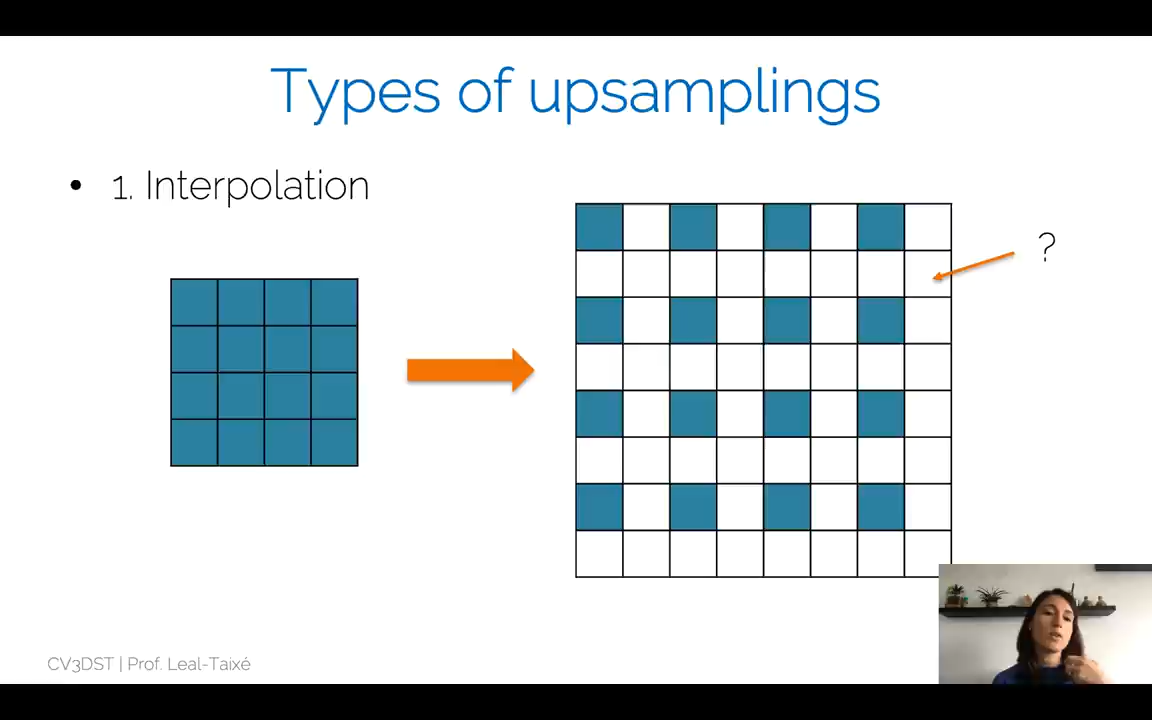 Types of upsamplings
• 1. Interpolation
?
CV3DST | Prof. Leal-Taixé